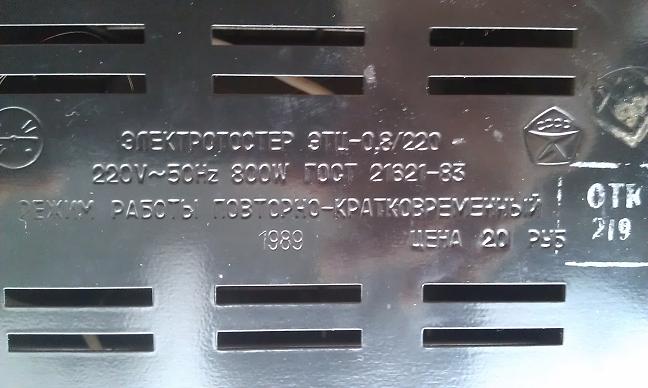 ЭЛЕКТРОТОСТЕР ЭТЦ-0,8/220
220V~50Hz 800W ГОСТ 21621-83
РЕЖИМ РАБОТЫ ПОВТОРНО-КРАТКОВРЕМЕННЫЙ
1989 ЦЕНА 20 РУБ
СССР
ОТК
219